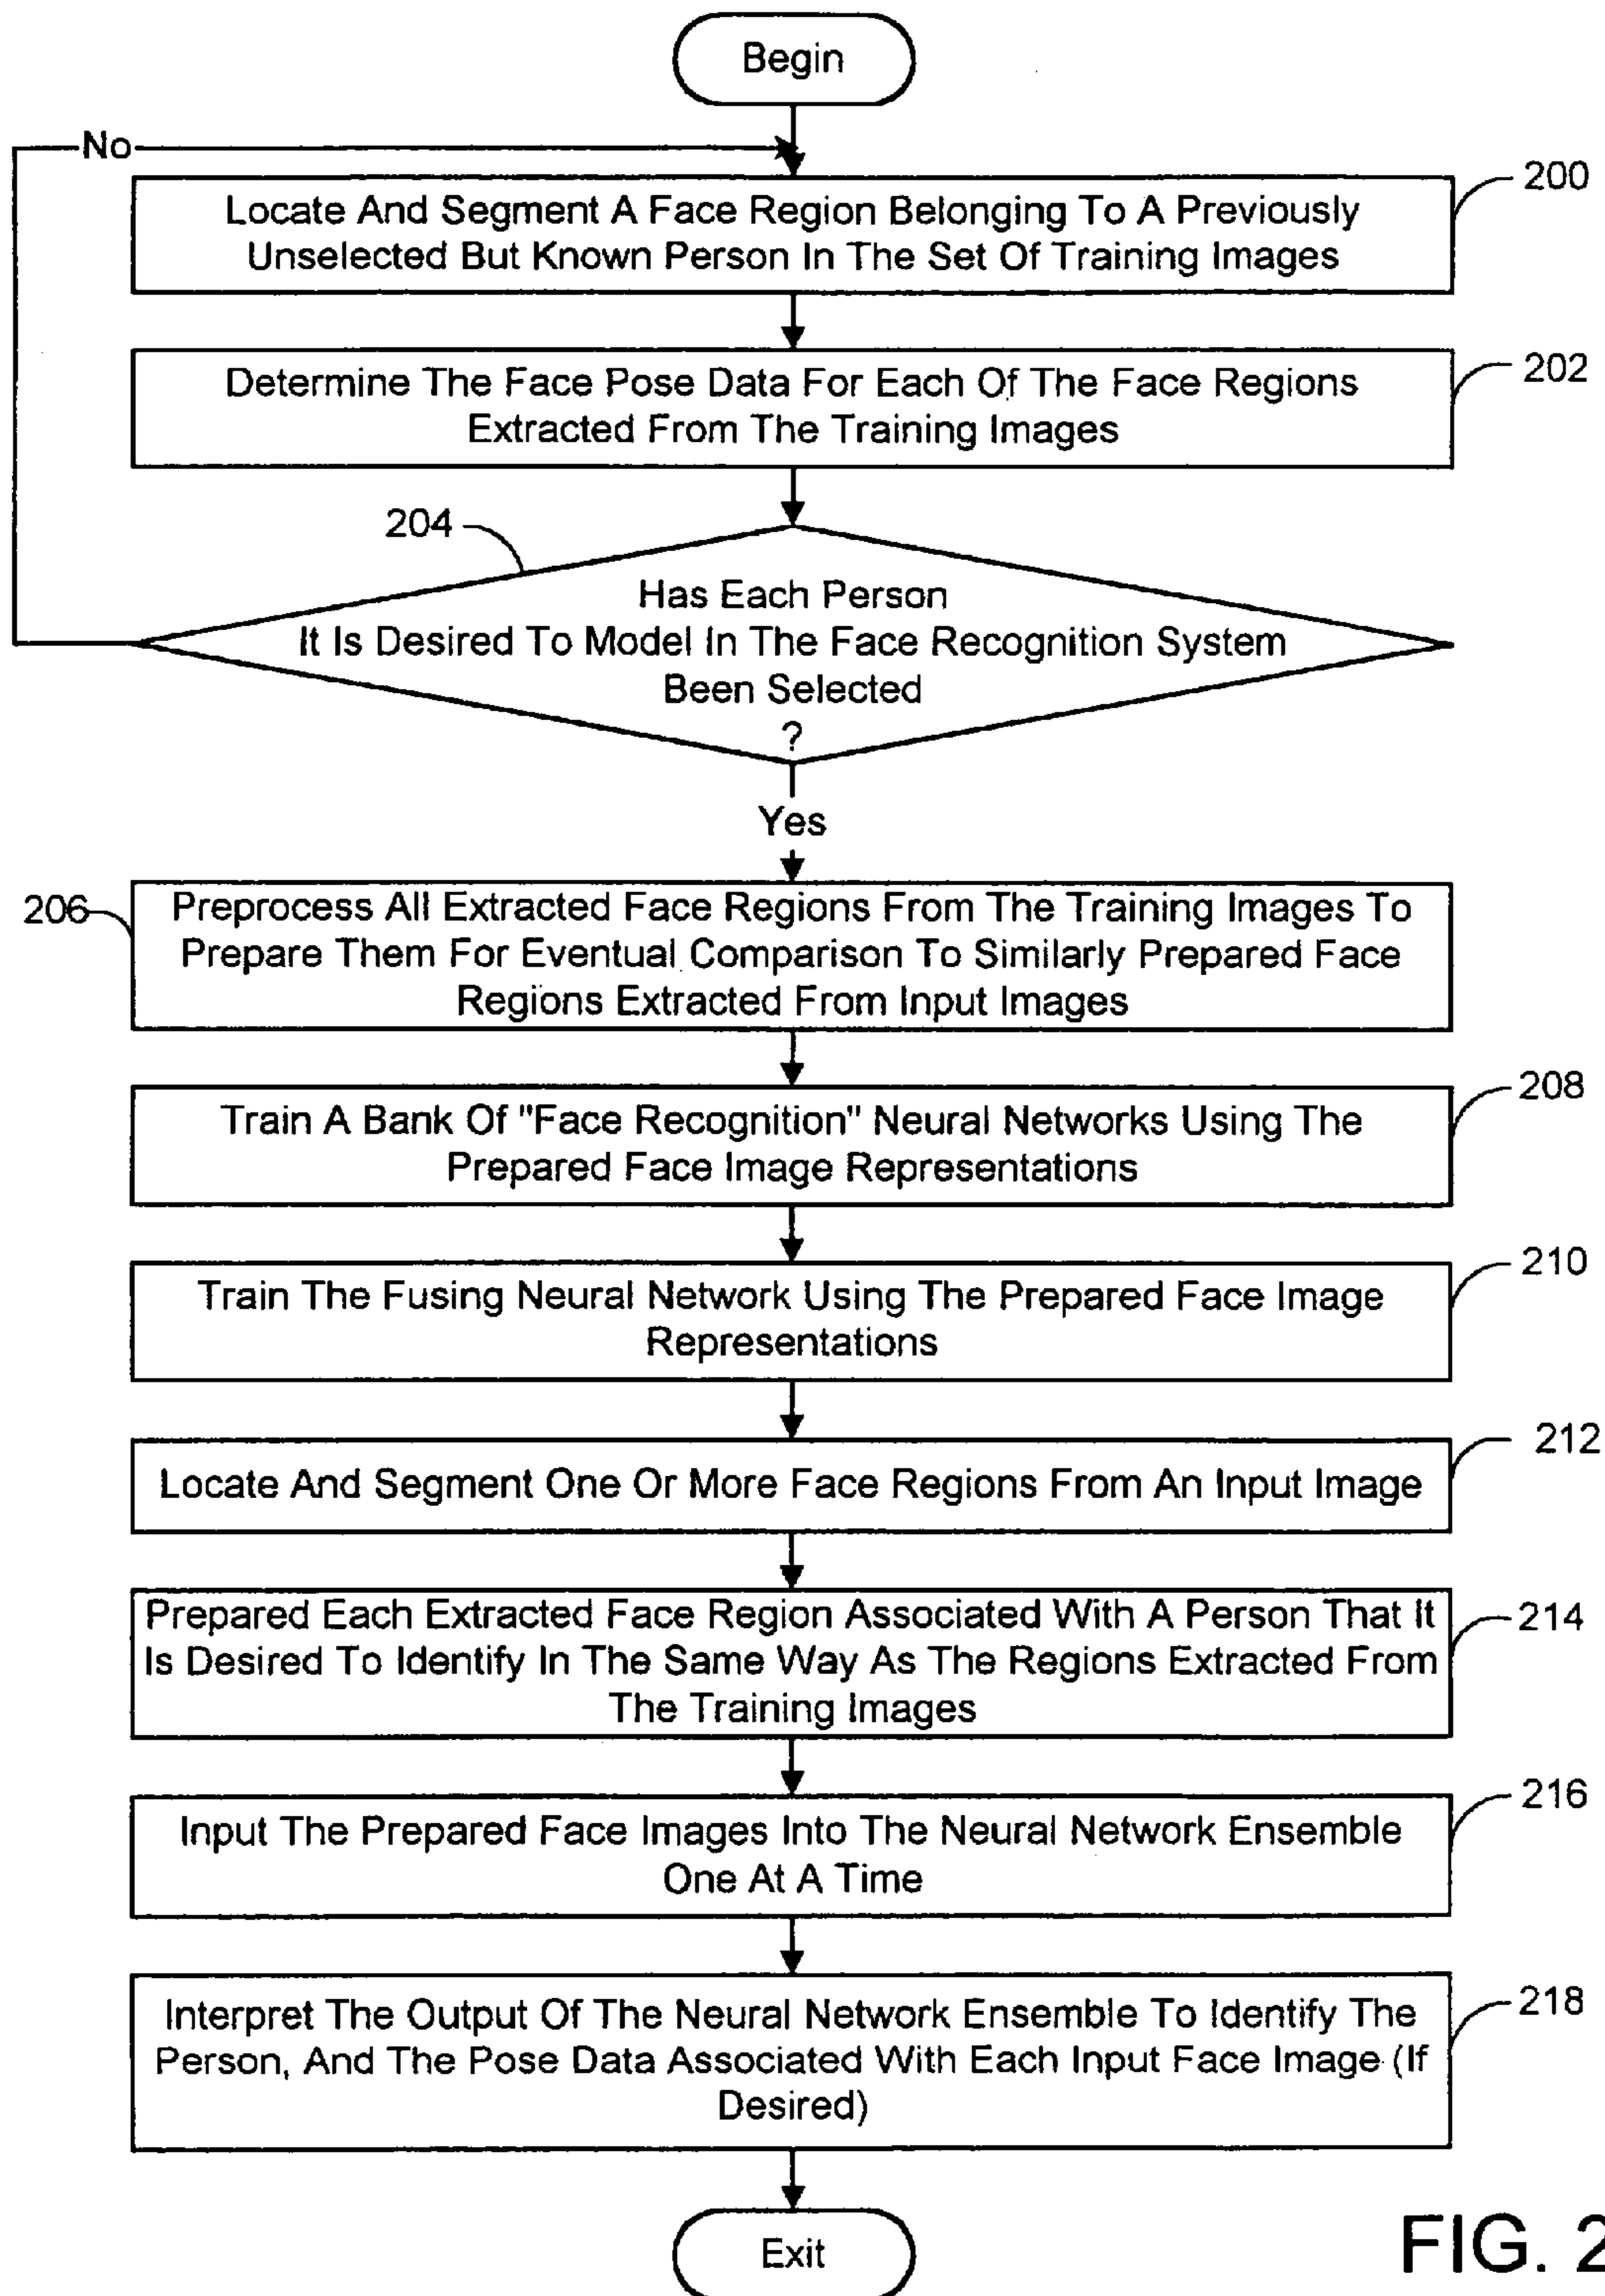 Begin
No
200
Locate And Segment A Face Region Belonging To A Previously
Unselected But Known Person In The Set Of Training Images
202
Determine The Face Pose Data For Each Of The Face Regions
Extracted From The Training Images
204
Has Each Person
It Is Desired To Model In The Face Recognition System
Been Selected
?
Yes
206
Preprocess All Extracted Face Regions From The Training Images To
Prepare Them For Eventual Comparison To Similarly Prepared Face
Regions Extracted From Input Images
208
Train A Bank Of "Face Recognition" Neural Networks Using The
Prepared Face Image Representations
210
Train The Fusing Neural Network Using The Prepared Face Image
Representations
212
Locate And Segment One Or More Face Regions From An Input Image
214
Prepared Each Extracted Face Region Associated With A Person That It
Is Desired To Identify In The Same Way As The Regions Extracted From
The Training Images
216
Input The Prepared Face Images Into The Neural Network Ensemble
One At A Time
218
Interpret The Output Of The Neural Network Ensemble To Identify The
Person, And The Pose Data Associated With Each Input Face Image (If
Desired)
Exit
FIG. 2